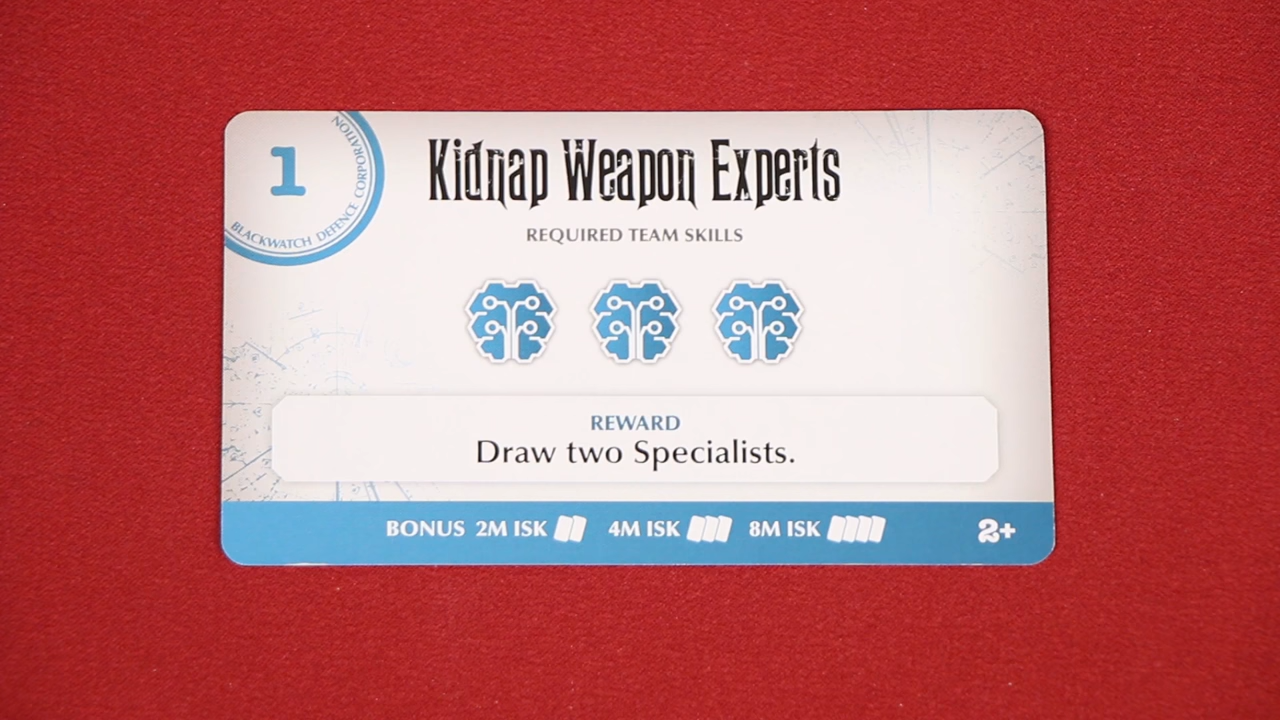 1
BLACKWATCH DEFENCE CORPORATION
Kidnap Weapon Experts
REQUIRED TEAM SKILLS
REWARD
Draw two Specialists.
BONUS 2M ISK 4M ISK 8M ISK 2+